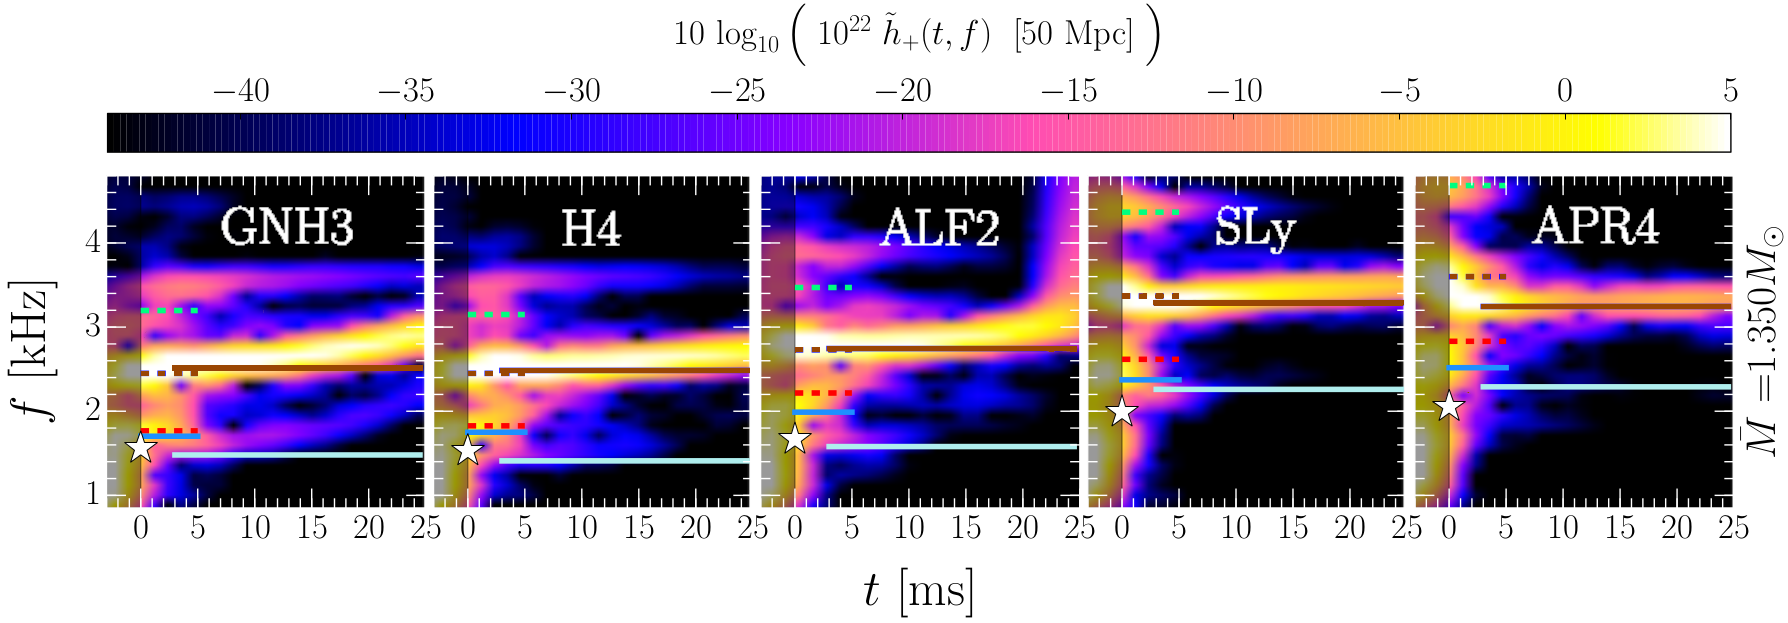 10 log₁₀ ( 10²² h̃₊(t, f) [50 Mpc] )
−40 −35 −30 −25 −20 −15 −10 −5 0 5
GNH3 H4 ALF2 SLy APR4
4
3
2
1
f [kHz]
M̄ =1.350M⊙
0 5 10 15 20 25 0 5 10 15 20 25 0 5 10 15 20 25 0 5 10 15 20 25 0 5 10 15 20 25
t [ms]